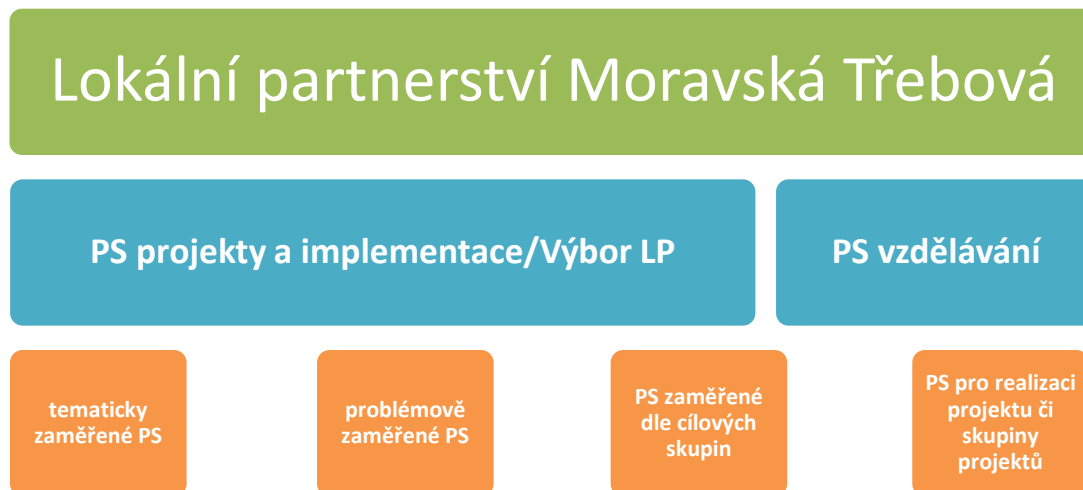 Lokální partnerství Moravská Třebová
PS projekty a implementace/Výbor LP
PS vzdělávání
tematicky
zaměřené PS
problémově
zaměřené PS
PS zaměřené
dle cílových
skupin
PS pro realizaci
projektu či
skupiny
projektů